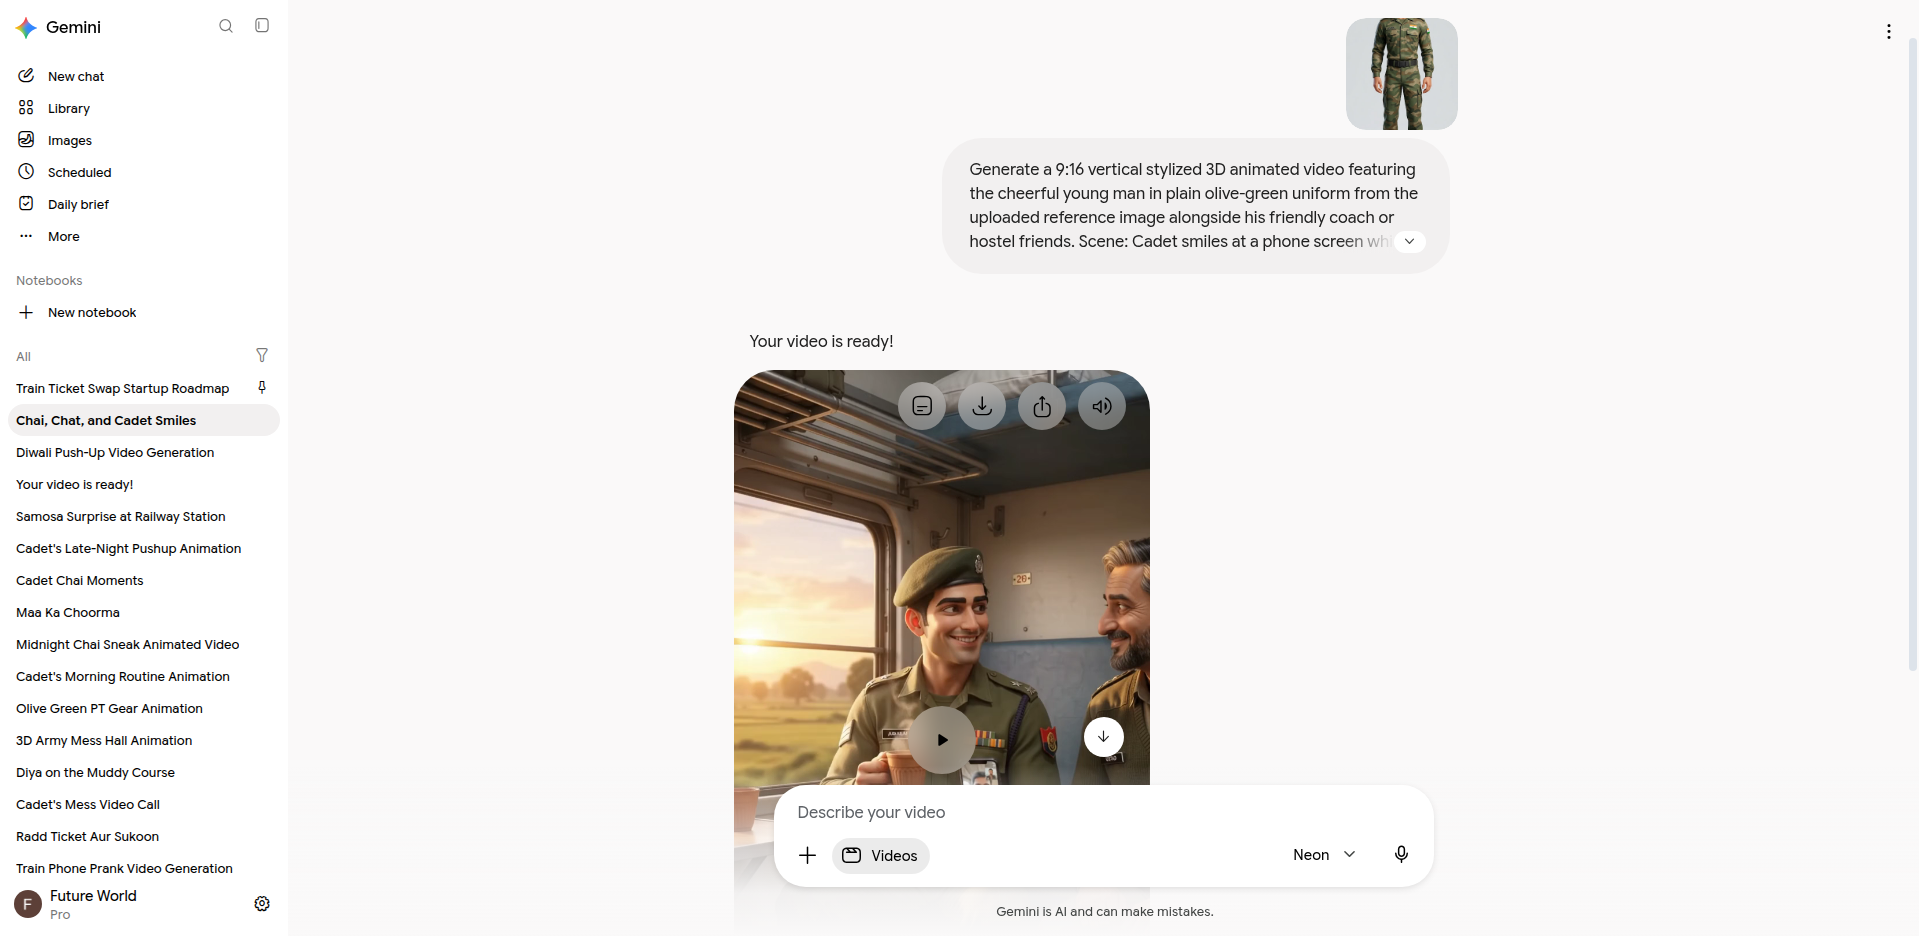 Gemini
New chat
Library
Images
Scheduled
Daily brief
More
Notebooks
New notebook
All
Train Ticket Swap Startup Roadmap
Chai, Chat, and Cadet Smiles
Diwali Push-Up Video Generation
Your video is ready!
Samosa Surprise at Railway Station
Cadet's Late-Night Pushup Animation
Cadet Chai Moments
Maa Ka Choorma
Midnight Chai Sneak Animated Video
Cadet's Morning Routine Animation
Olive Green PT Gear Animation
3D Army Mess Hall Animation
Diya on the Muddy Course
Cadet's Mess Video Call
Radd Ticket Aur Sukoon
Train Phone Prank Video Generation
F
Future World
Pro
Generate a 9:16 vertical stylized 3D animated video featuring
the cheerful young man in plain olive-green uniform from the
uploaded reference image alongside his friendly coach or
hostel friends. Scene: Cadet smiles at a phone screen whi
Your video is ready!
20
Describe your video
Videos
Neon
Gemini is AI and can make mistakes.